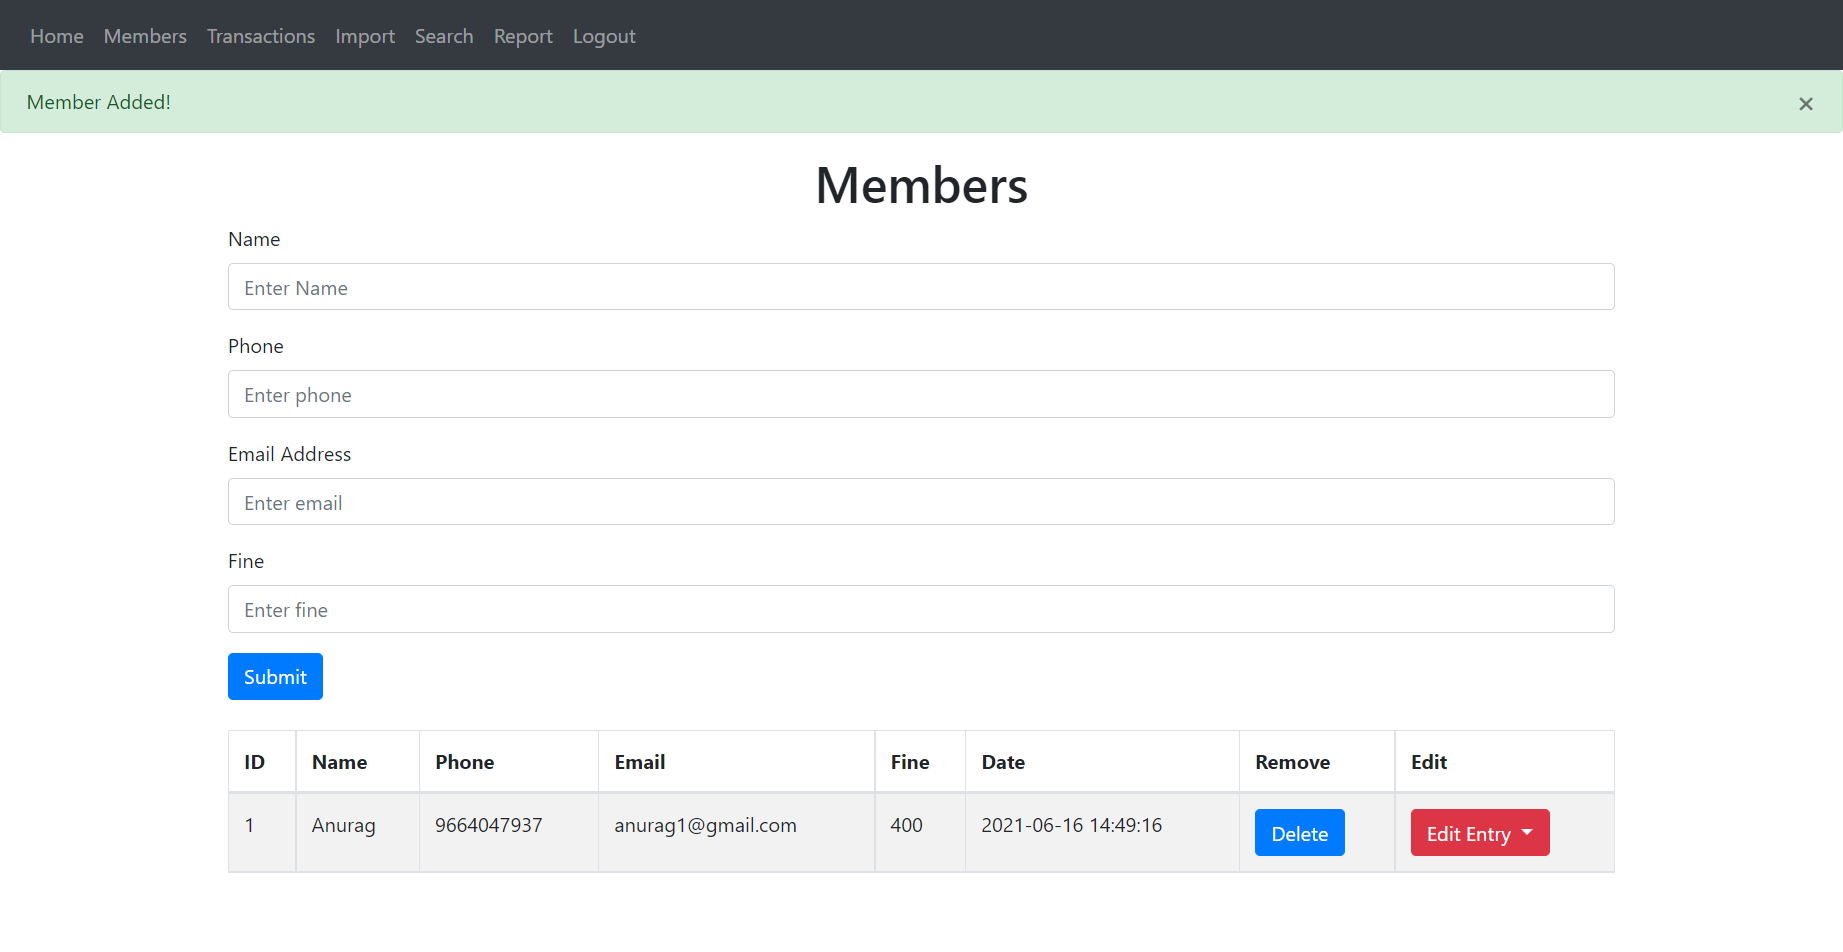 Home Members Transactions Import Search Report Logout
Member Added! ×
Members
Name
Enter Name
Phone
Enter phone
Email Address
Enter email
Fine
Enter fine
Submit
ID Name Phone Email Fine Date Remove Edit
1 Anurag 9664047937 anurag1@gmail.com 400 2021-06-16 14:49:16 Delete Edit Entry